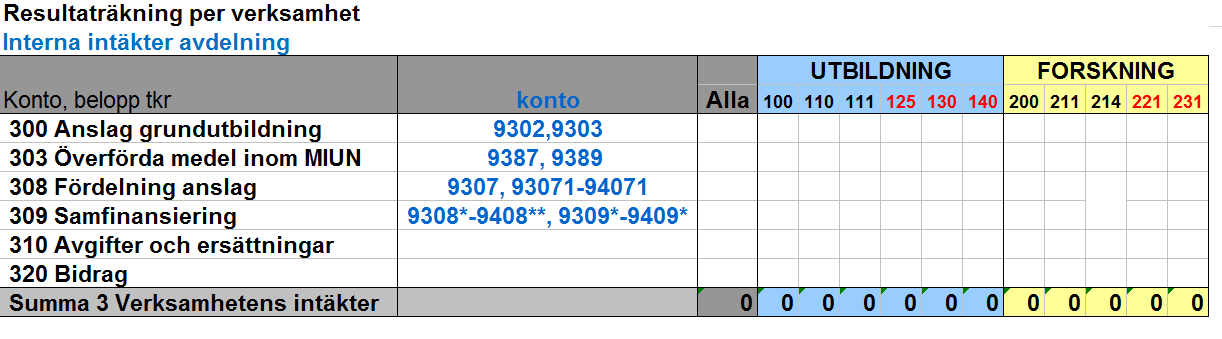 Resultaträkning per verksamhet
Interna intäkter avdelning
UTBILDNING FORSKNING
Konto, belopp tkr konto Alla 100 110 111 125 130 140 200 211 214 221 231
300 Anslag grundutbildning 9302,9303
303 Överförda medel inom MIUN 9387, 9389
308 Fördelning anslag 9307, 93071-94071
309 Samfinansiering 9308*-9408**, 9309*-9409*
310 Avgifter och ersättningar
320 Bidrag
Summa 3 Verksamhetens intäkter 0 0 0 0 0 0 0 0 0 0 0 0